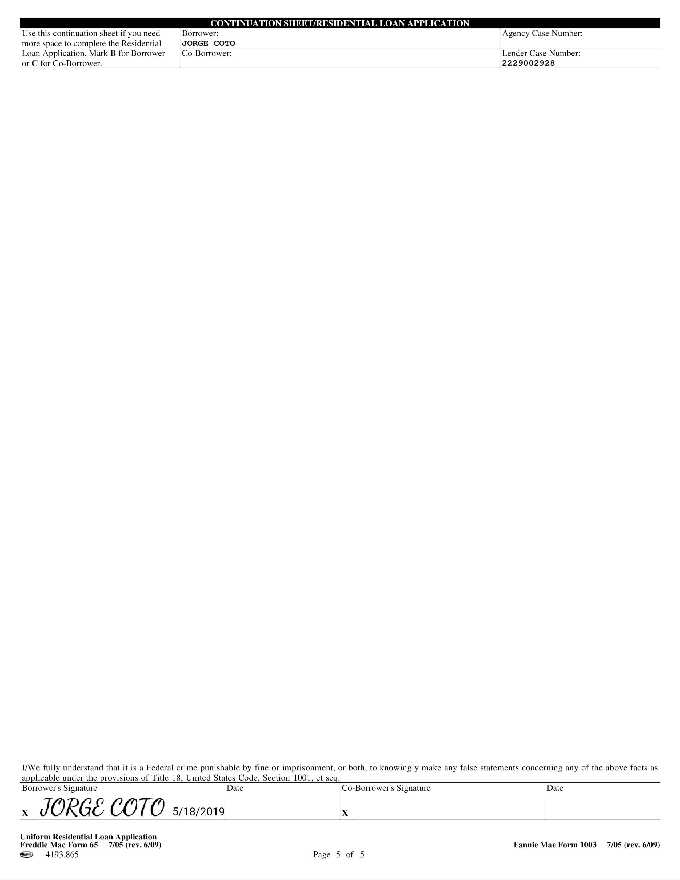 CONTINUATION SHEET/RESIDENTIAL LOAN APPLICATION
Use this continuation sheet if you need
more space to complete the Residential
Loan Application. Mark B for Borrower
or C for Co-Borrower.
Borrower:
JORGE COTO
Agency Case Number:
Co-Borrower:
Lender Case Number:
2229002928
I/We fully understand that it is a Federal crime punishable by fine or imprisonment, or both, to knowingly make any false statements concerning any of the above facts as
applicable under the provisions of Title 18, United States Code, Section 1001, et seq.
Borrower's Signature Date Co-Borrower's Signature Date
X JORGE COTO 5/18/2019 X
Uniform Residential Loan Application
Freddie Mac Form 65 7/05 (rev. 6/09) Fannie Mae Form 1003 7/05 (rev. 6/09)
4193.865 Page 5 of 5